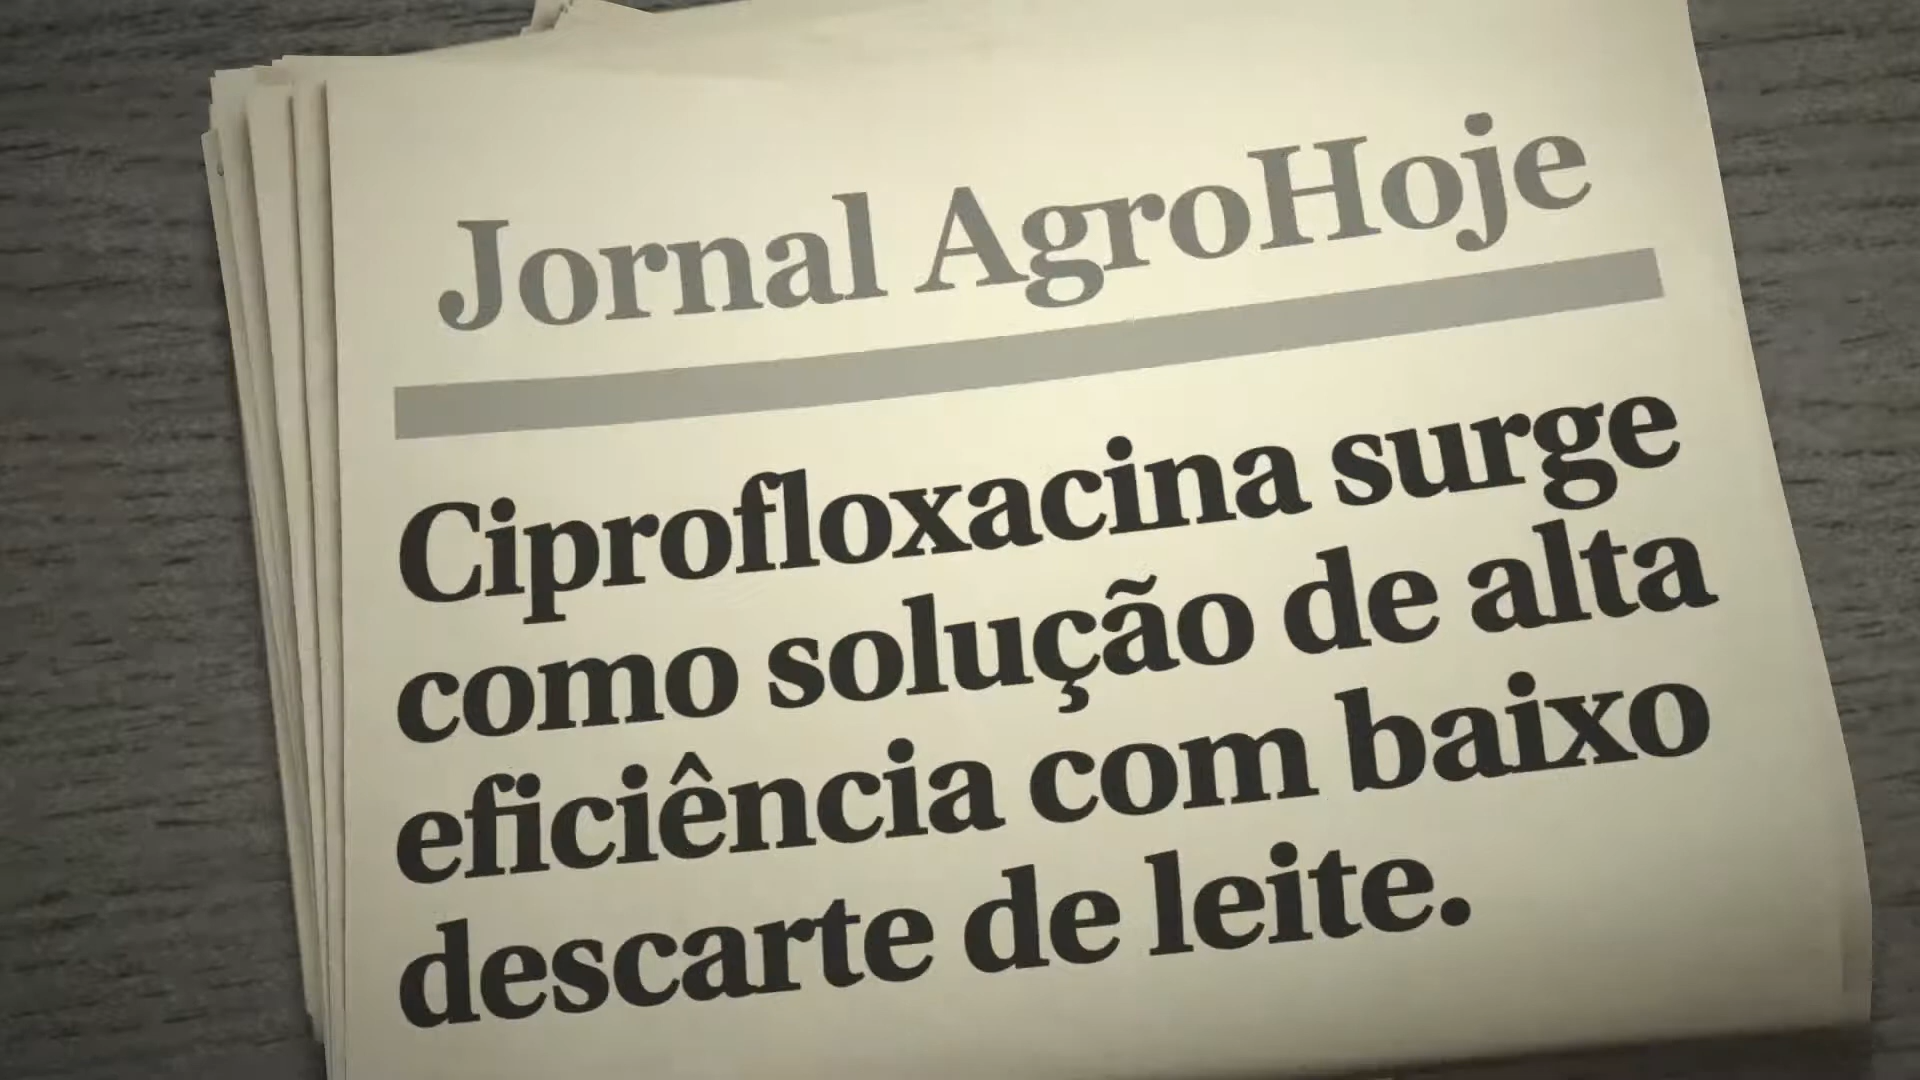 Jornal AgroHoje
Ciprofloxacina surge
como solução de alta
eficiência com baixo
descarte de leite.